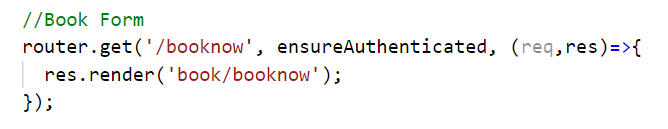 //Book Form
router.get('/booknow', ensureAuthenticated, (req,res)=>{
  res.render('book/booknow');
});